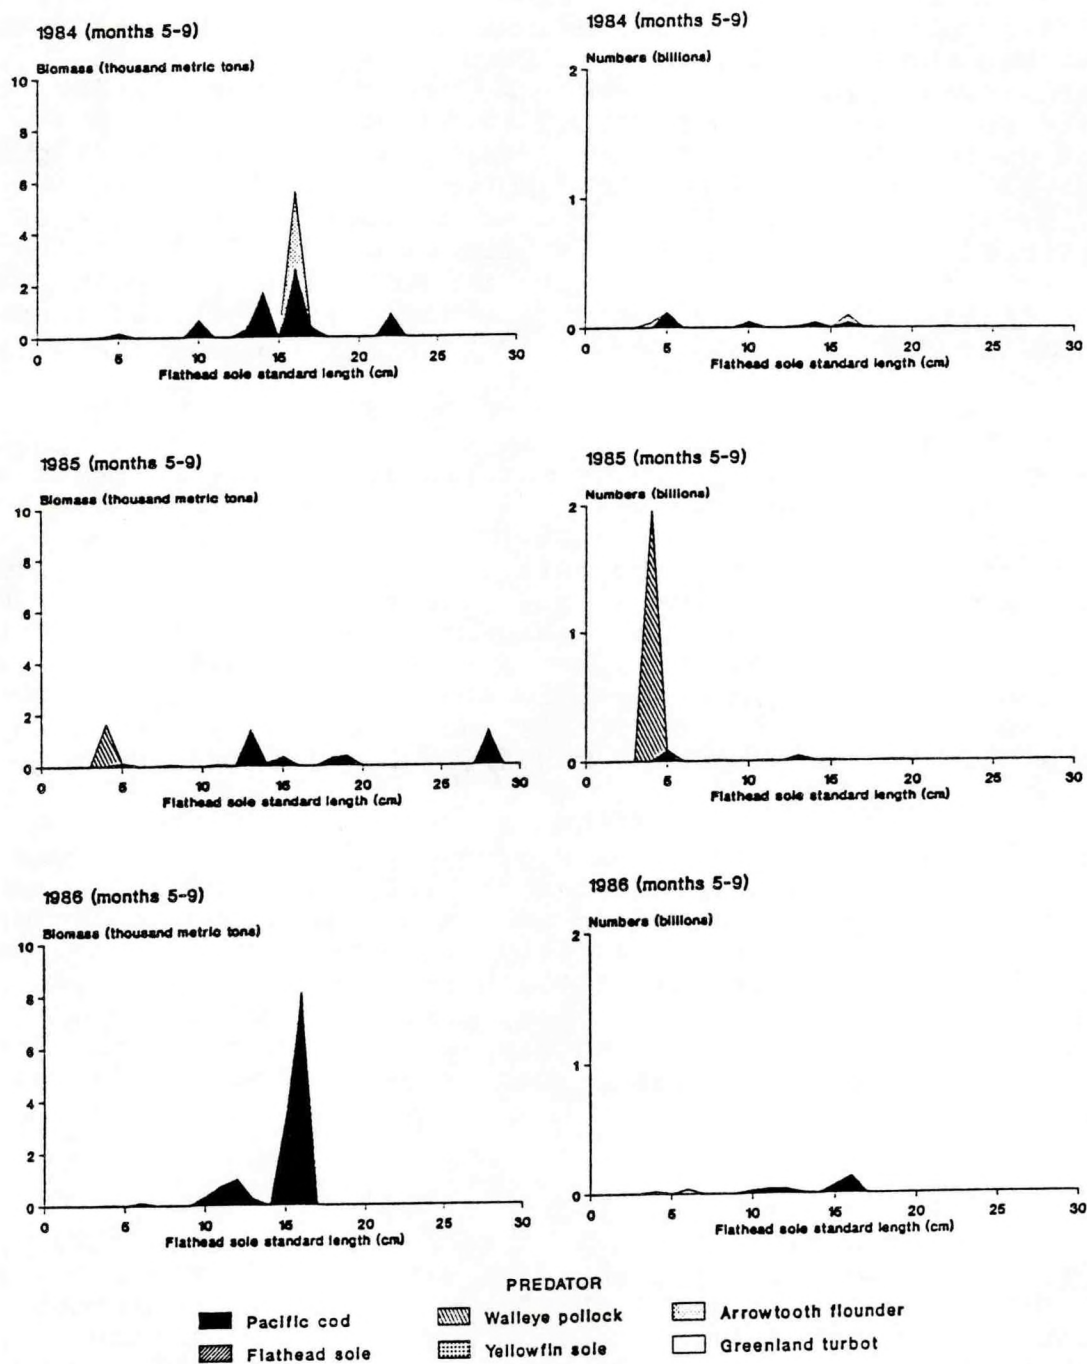 1984 (months 5-9)
Biomass (thousand metric tons)
10
8
6
4
2
0
0 5 10 15 20 25 30
Flathead sole standard length (cm)
1984 (months 5-9)
Numbers (billions)
2
1
0
0 5 10 15 20 25 30
Flathead sole standard length (cm)
1985 (months 5-9)
Biomass (thousand metric tons)
10
8
6
4
2
0
0 5 10 15 20 25 30
Flathead sole standard length (cm)
1985 (months 5-9)
Numbers (billions)
2
1
0
0 5 10 15 20 25 30
Flathead sole standard length (cm)
1986 (months 5-9)
Biomass (thousand metric tons)
10
8
6
4
2
0
0 5 10 15 20 25 30
Flathead sole standard length (cm)
1986 (months 5-9)
Numbers (billions)
2
1
0
0 5 10 15 20 25 30
Flathead sole standard length (cm)
PREDATOR
Pacific cod
Walleye pollock
Arrowtooth flounder
Flathead sole
Yellowfin sole
Greenland turbot